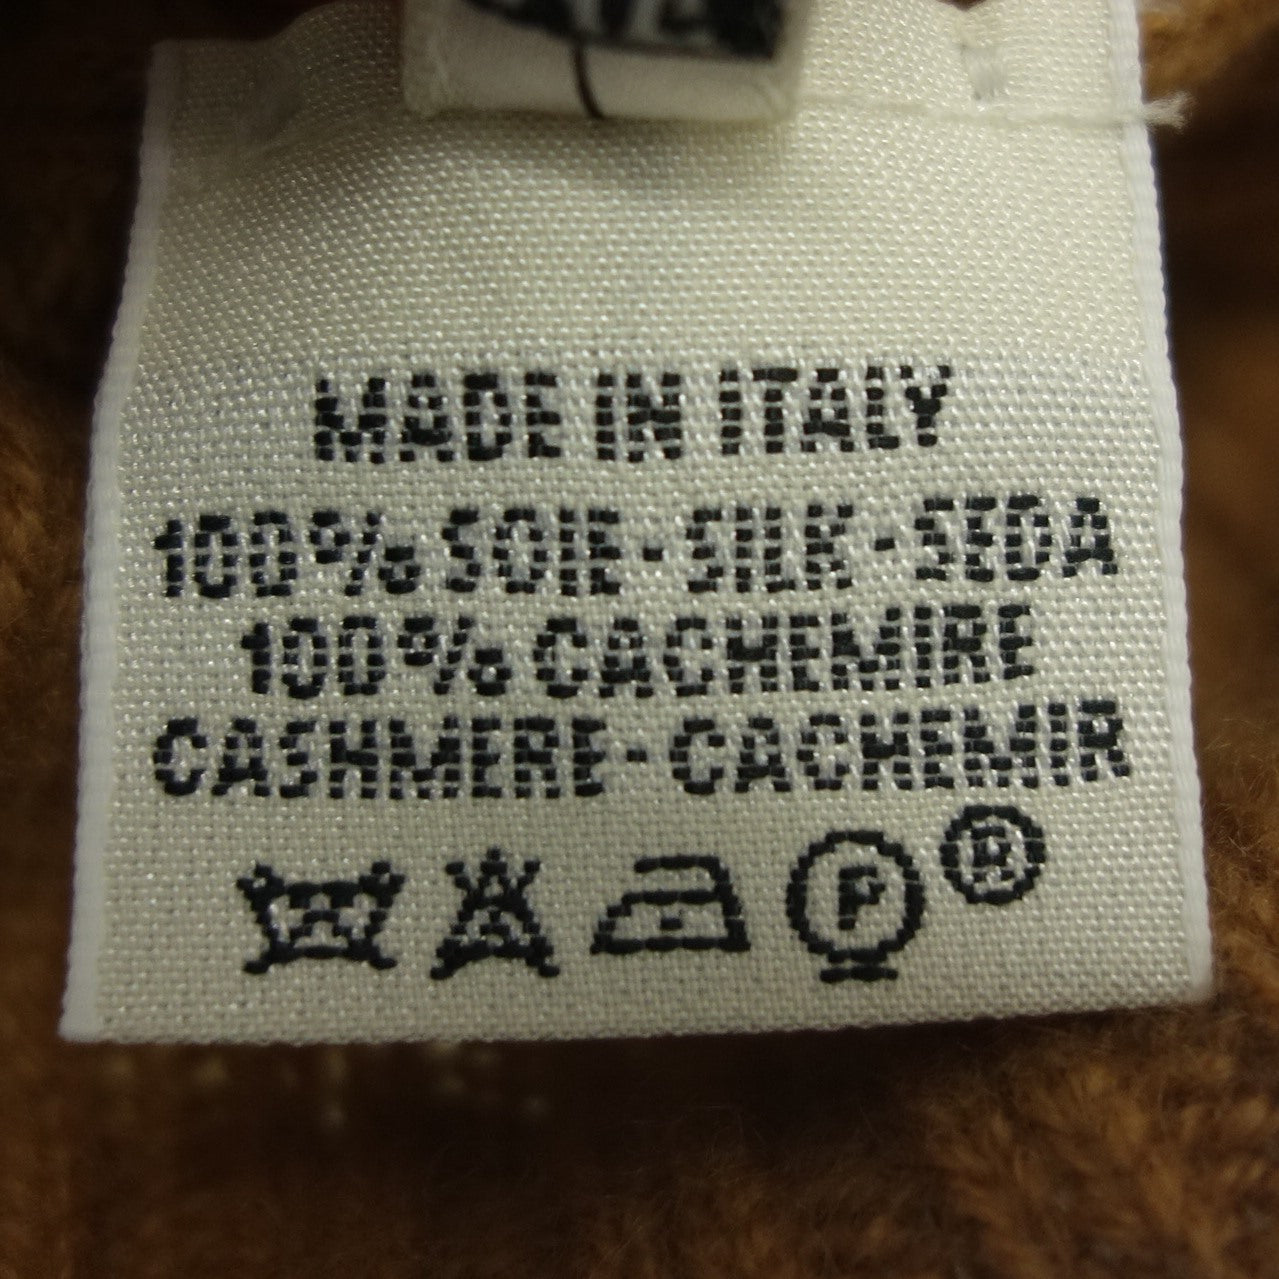 MADE IN ITALY
100% SOIE · SILK · SEDA
100% CACHEMIRE
CASHMERE · CACHEMIR
P ®